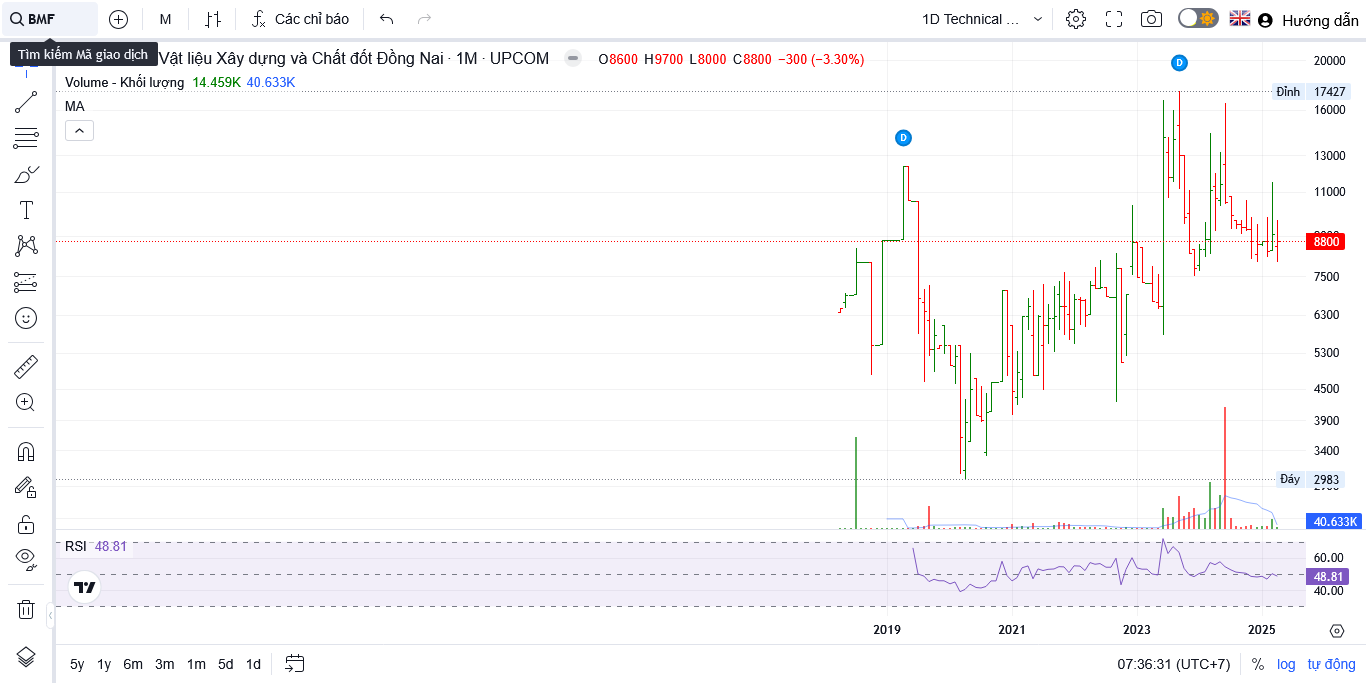 BMF
M
Các chỉ báo
1D Technical ...
Hướng dẫn
Tìm kiếm Mã giao dịch
Vật liệu Xây dựng và Chất đốt Đồng Nai · 1M · UPCOM
O8600 H9700 L8000 C8800 −300 (−3.30%)
Volume - Khối lượng 14.459K 40.633K
MA
D
D
20000
Đỉnh 17427
16000
13000
11000
8800
7500
6300
5300
4500
3900
3400
Đáy 2983
40.633K
RSI 48.81
60.00
48.81
40.00
2019
2021
2023
2025
5y 1y 6m 3m 1m 5d 1d
07:36:31 (UTC+7)
%
log
tự động